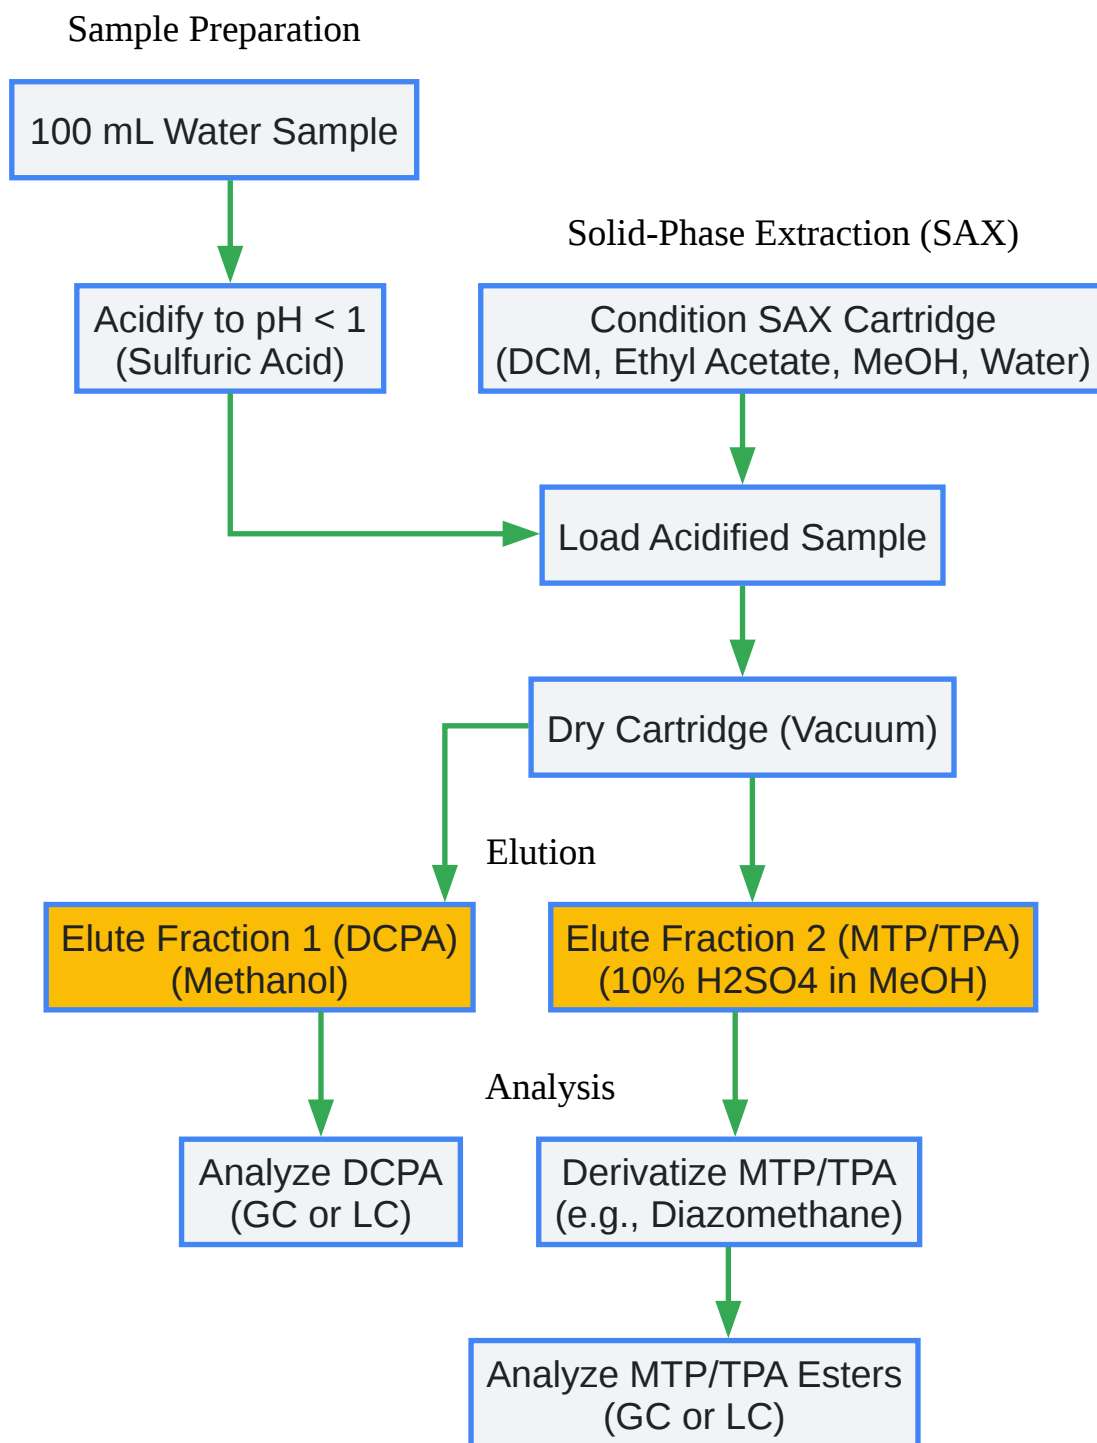 Sample Preparation
100 mL Water Sample
Solid-Phase Extraction (SAX)
Acidify to pH < 1
(Sulfuric Acid)
Condition SAX Cartridge
(DCM, Ethyl Acetate, MeOH, Water)
Load Acidified Sample
Dry Cartridge (Vacuum)
Elution
Elute Fraction 1 (DCPA)
(Methanol)
Elute Fraction 2 (MTP/TPA)
(10% H2SO4 in MeOH)
Analysis
Analyze DCPA
(GC or LC)
Derivatize MTP/TPA
(e.g., Diazomethane)
Analyze MTP/TPA Esters
(GC or LC)